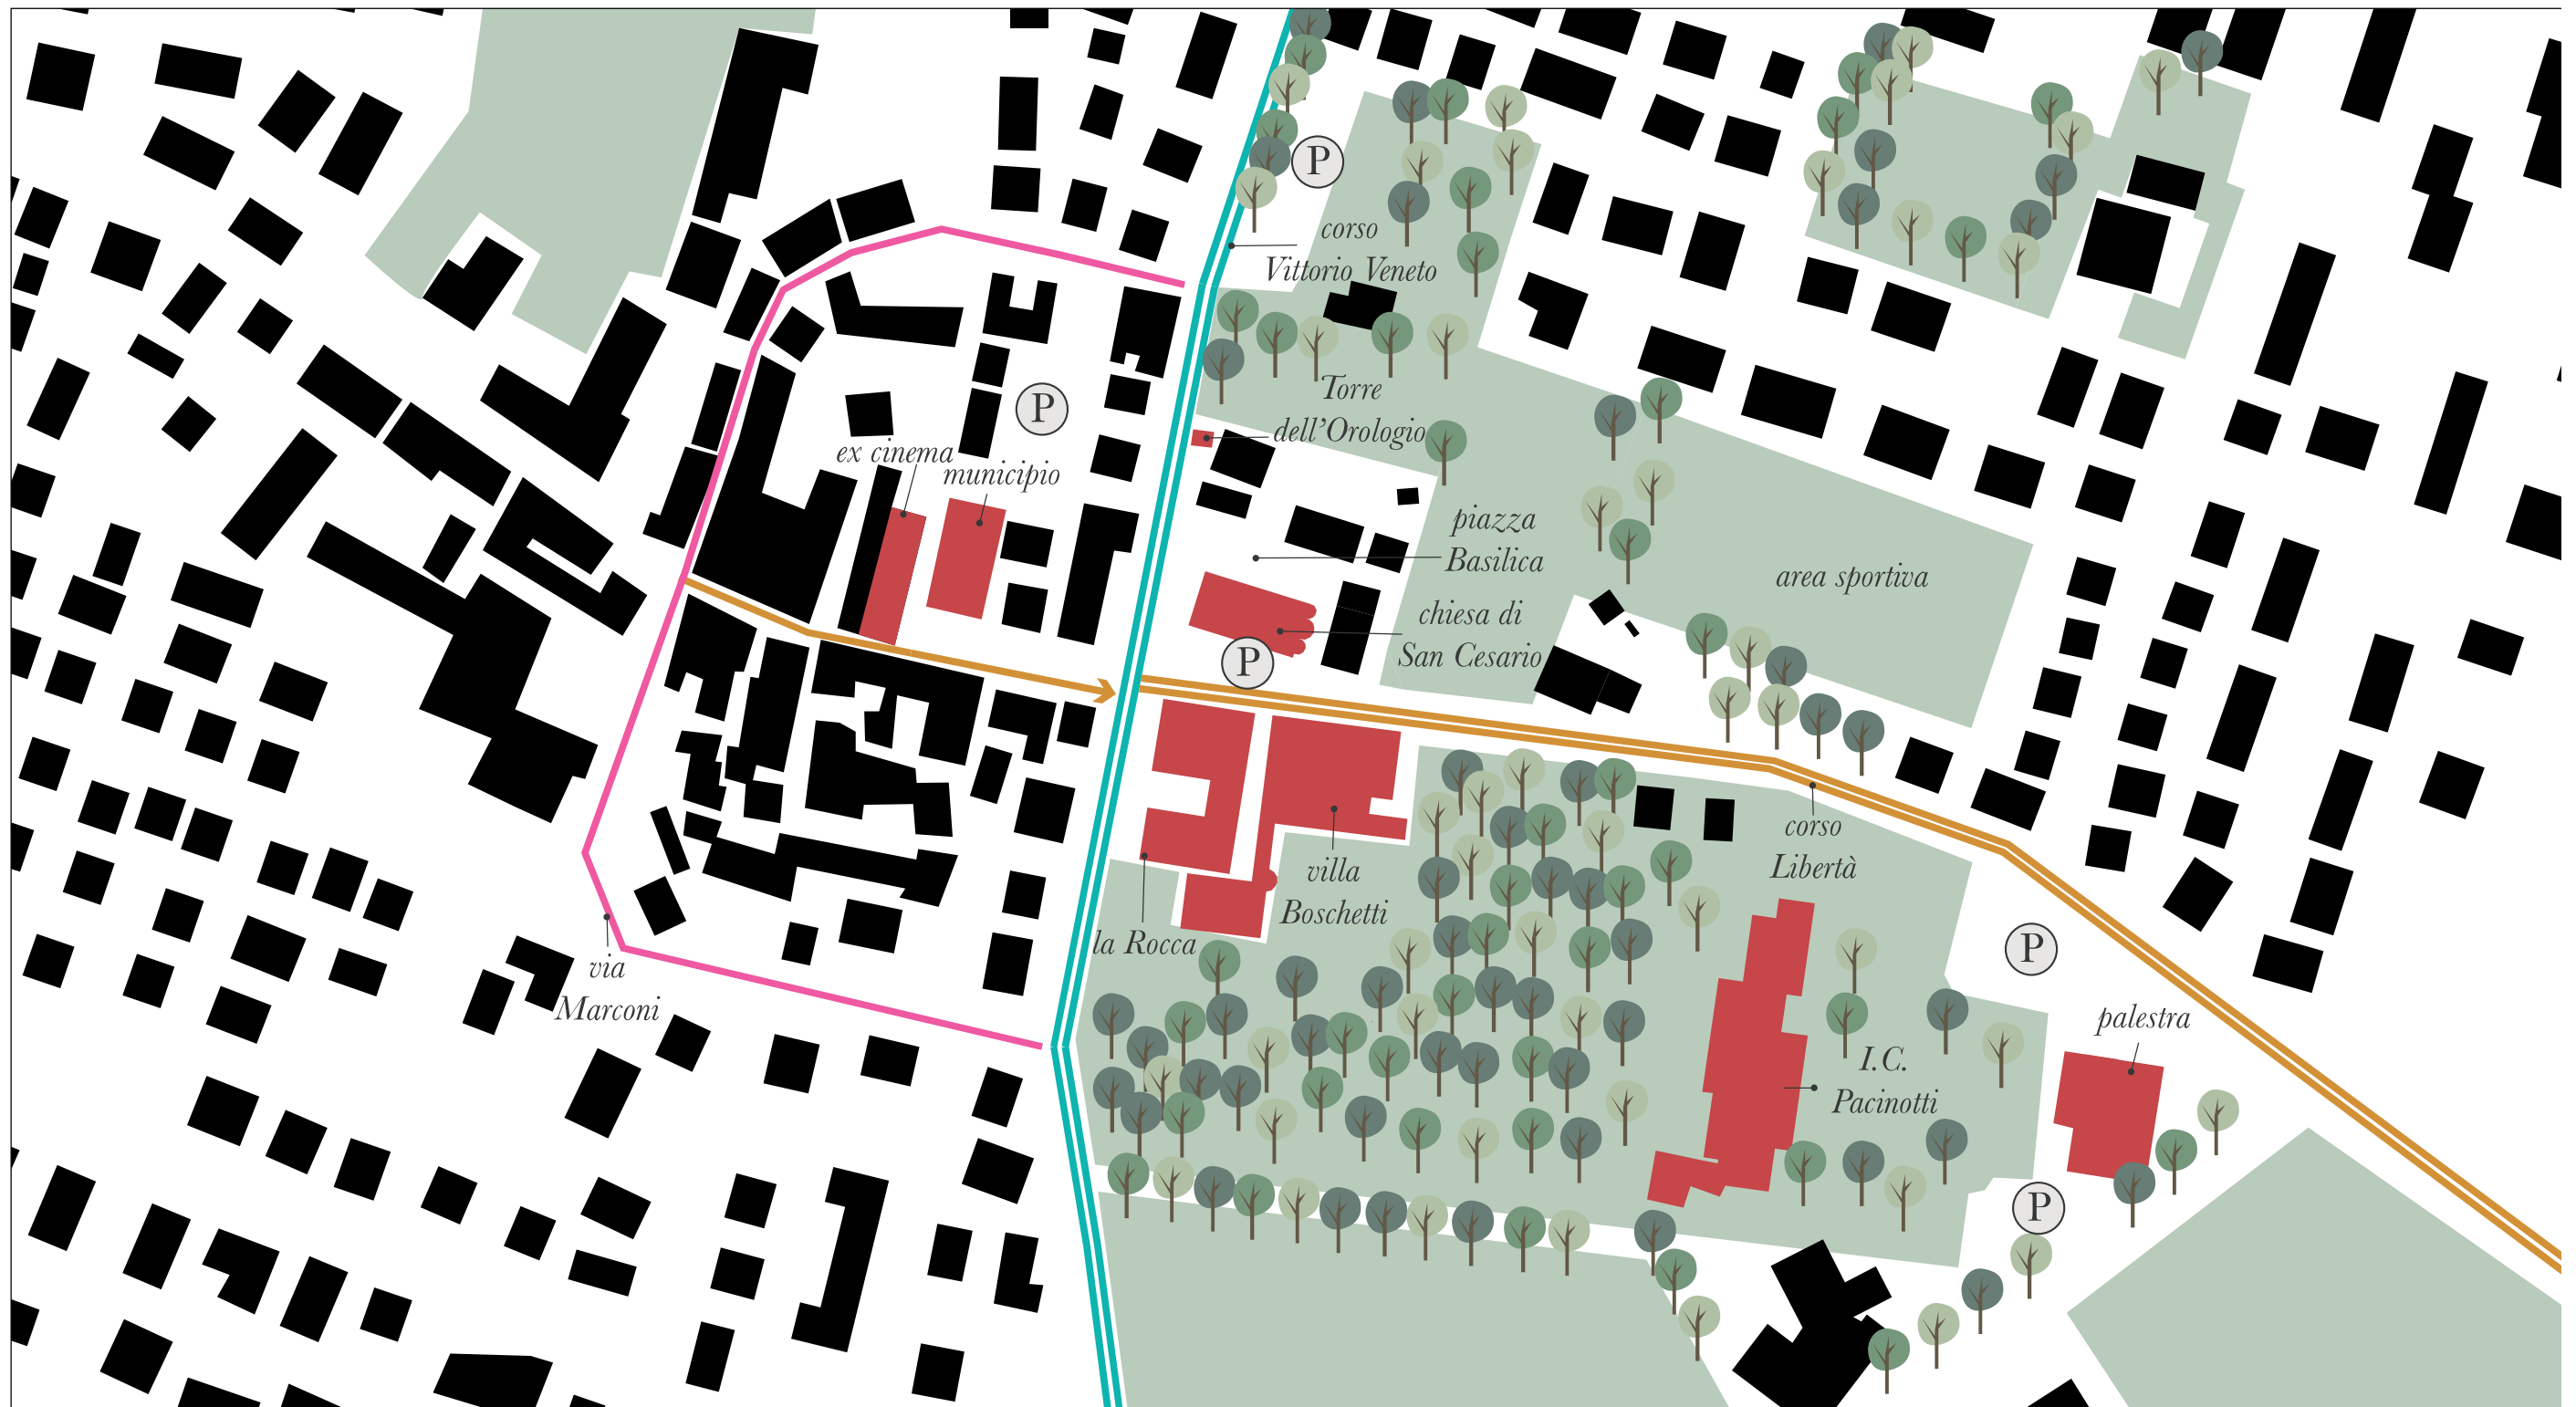 P
corso
Vittorio Veneto
P
Torre
dell'Orologio
ex cinema
municipio
piazza
Basilica
area sportiva
chiesa di
San Cesario
P
corso
Libertà
villa
Boschetti
la Rocca
via
Marconi
P
palestra
I.C.
Pacinotti
P